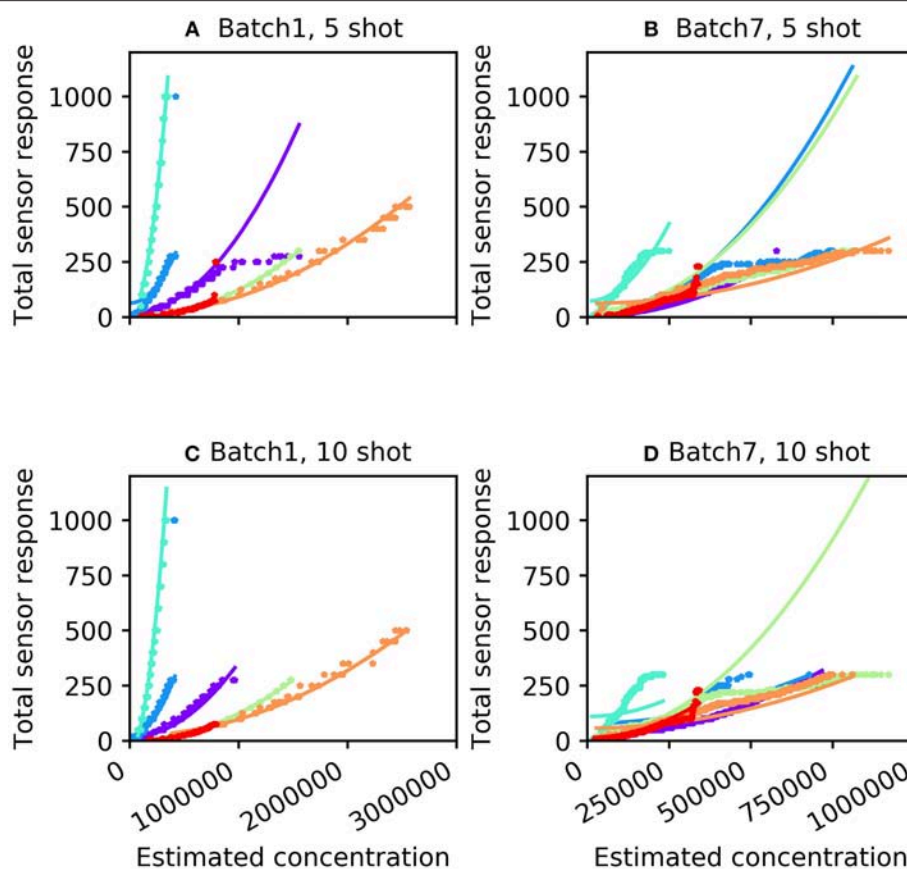 A Batch1, 5 shot
B Batch7, 5 shot
Total sensor response
1000
750
500
250
0
Total sensor response
1000
750
500
250
0
C Batch1, 10 shot
D Batch7, 10 shot
Total sensor response
1000
750
500
250
0
0
1000000
2000000
3000000
Estimated concentration
Total sensor response
1000
750
500
250
0
0
250000
500000
750000
Estimated concentration